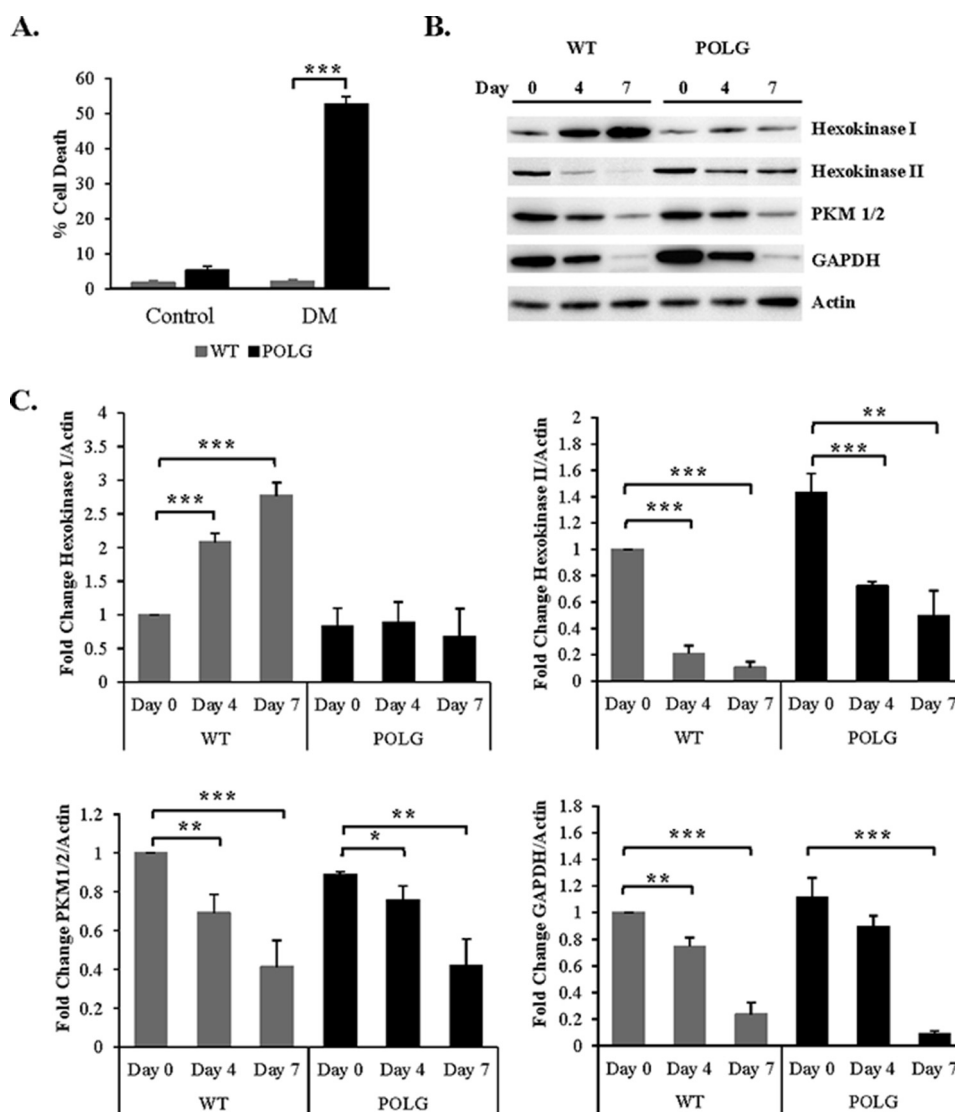 A.
% Cell Death
60
50
40
30
20
10
0
***
Control DM
WT POLG
B.
WT POLG
Day 0 4 7 0 4 7
Hexokinase I
Hexokinase II
PKM 1/2
GAPDH
Actin
C.
Fold Change Hexokinase I/Actin
4
3.5
3
2.5
2
1.5
1
0.5
0
***
***
Day 0 Day 4 Day 7 Day 0 Day 4 Day 7
WT POLG
Fold Change Hexokinase II/Actin
2
1.8
1.6
1.4
1.2
1
0.8
0.6
0.4
0.2
0
***
***
**
***
Day 0 Day 4 Day 7 Day 0 Day 4 Day 7
WT POLG
Fold Change PKM1/2/Actin
1.2
1
0.8
0.6
0.4
0.2
0
***
**
**
*
Day 0 Day 4 Day 7 Day 0 Day 4 Day 7
WT POLG
Fold Change GAPDH/Actin
1.8
1.6
1.4
1.2
1
0.8
0.6
0.4
0.2
0
***
**
***
Day 0 Day 4 Day 7 Day 0 Day 4 Day 7
WT POLG